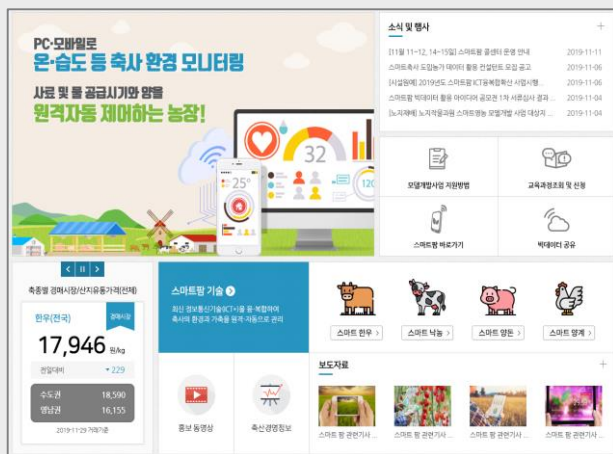 PC·모바일로
온·습도 등 축사 환경 모니터링
사료 및 물 공급시기와 양을
원격자동 제어하는 농장!
32
25°
120
소식 및 행사
[11월 11~12, 14~15일] 스마트팜 콜센터 운영 안내 2019-11-11
스마트축사 도입농가 데이터 활용 컨설턴트 모집 공고 2019-11-06
[시설원예] 2019년도 스마트팜 ICT융복합확산 사업시행... 2019-11-06
스마트팜 빅데이터 활용 아이디어 공모전 1차 서류심사 결과 ... 2019-11-04
[노지채예] 노지작물과원 스마트영농 모델개발 사업 대상지 ... 2019-11-04
모델개발사업 지원방법
교육과정조회 및 신청
스마트팜 바로가기
빅데이터 공유
축종별 경매시장/산지유통가격(전체)
한우(전국)
경매시장
17,946 원/kg
전일대비 229
수도권 18,590
영남권 16,155
2019-11-29 거래기준
스마트팜 기술
최신 정보통신기술(ICT)을 융·복합하여
축사의 환경과 가축을 원격·자동으로 관리
홍보 동영상
축산경영정보
스마트 한우
스마트 낙농
스마트 양돈
스마트 양계
보도자료
스마트 팜 관련기사 ...
스마트 팜 관련기사 ...
스마트 팜 관련기사 ...
스마트 팜 관련기사 ...